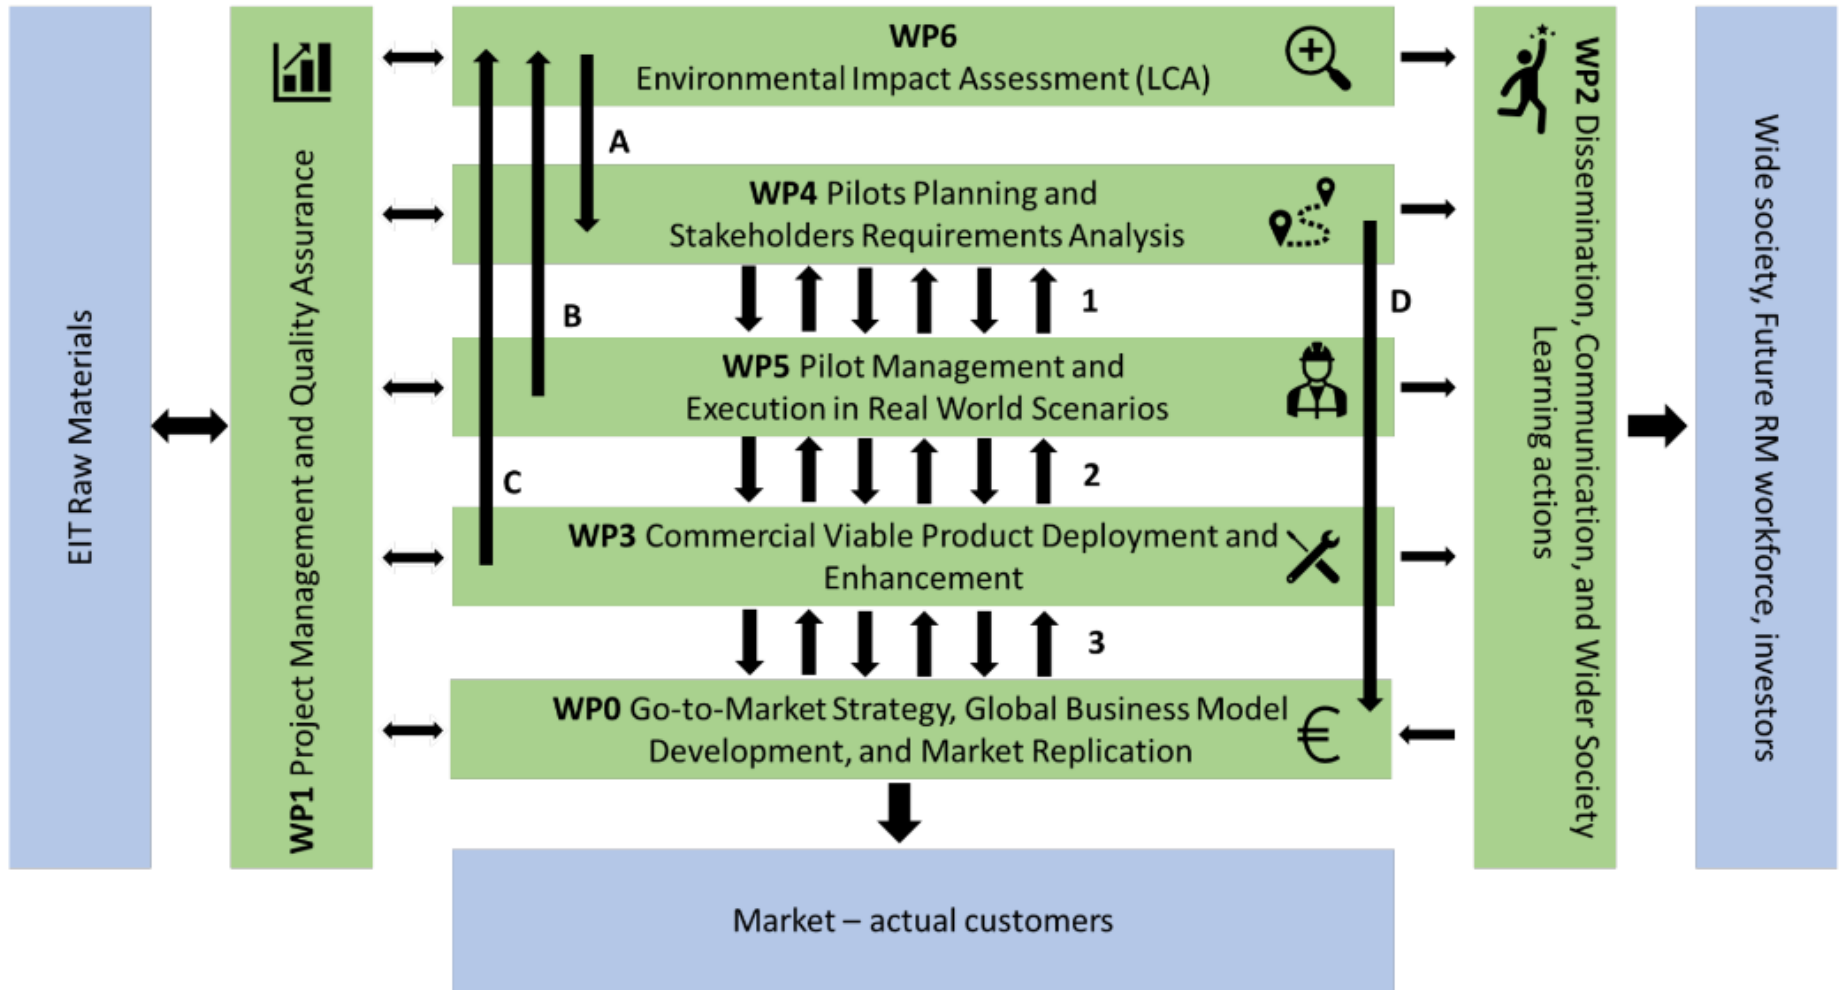 EIT Raw Materials
WP1 Project Management and Quality Assurance
WP6
Environmental Impact Assessment (LCA)
A
WP4 Pilots Planning and
Stakeholders Requirements Analysis
1
B
D
WP5 Pilot Management and
Execution in Real World Scenarios
2
C
WP3 Commercial Viable Product Deployment and
Enhancement
3
WP0 Go-to-Market Strategy, Global Business Model
Development, and Market Replication
€
Market – actual customers
WP2 Dissemination, Communication, and Wider Society
Learning actions
Wide society, Future RM workforce, investors